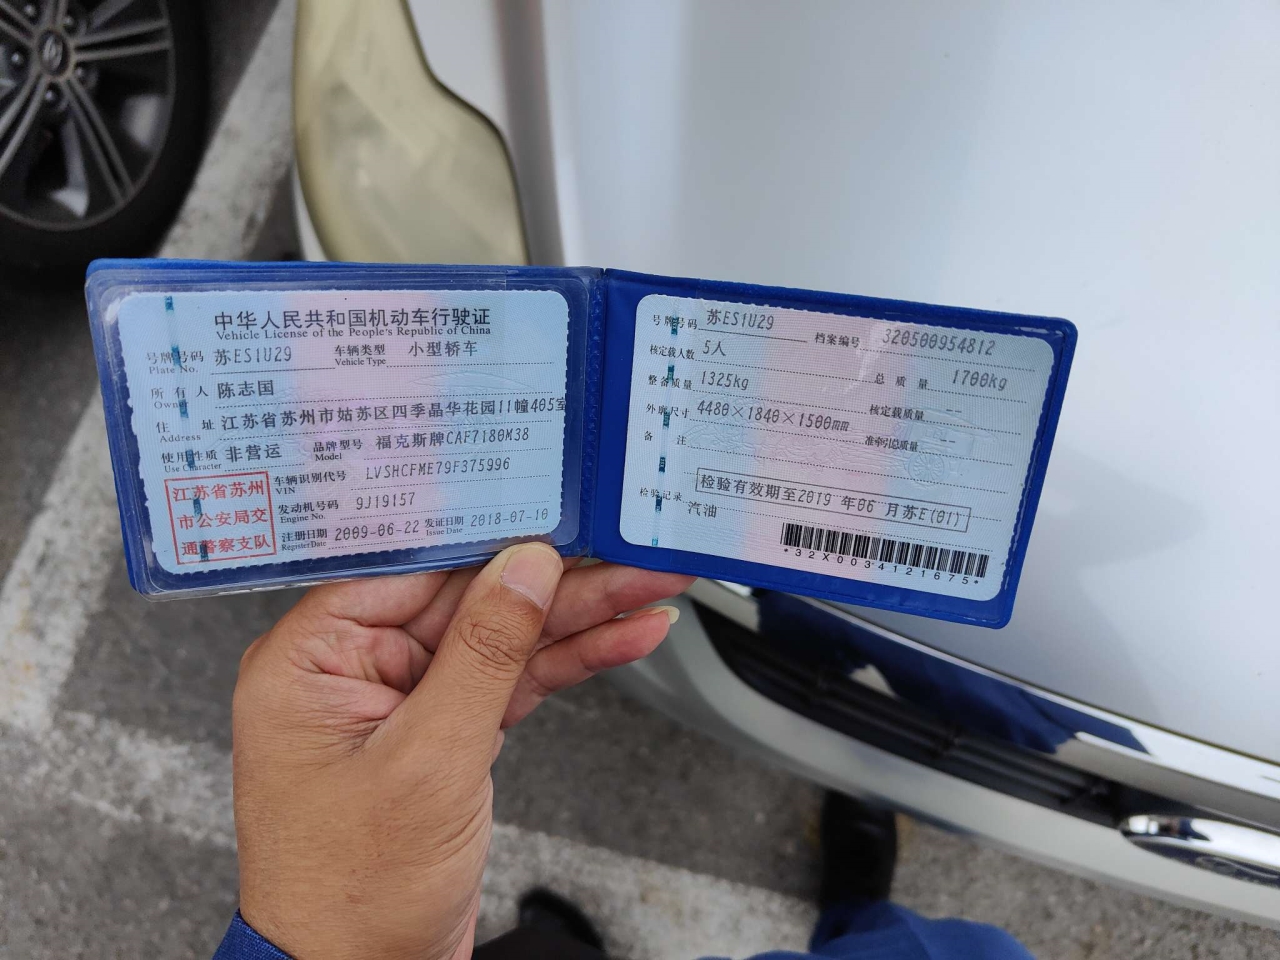 中华人民共和国机动车行驶证
Vehicle License of the People's Republic of China
号牌号码 苏ES1U29 车辆类型 小型轿车
Plate No. Vehicle Type
所有人 陈志国
Owner
住址 江苏省苏州市姑苏区四季晶华花园11幢405室
Address
使用性质 非营运 品牌型号 福克斯牌CAF7180M38
Use Character Model
江苏省苏州
市公安局交
通警察支队
车辆识别代号 LVSHCFME79F375996
VIN
发动机号码 9J19157
Engine No.
注册日期 2009-06-22 发证日期 2018-07-10
Register Date Issue Date
号牌号码 苏ES1U29 档案编号 320500954812
核定载人数 5人 总质量 1700kg
整备质量 1325kg 核定载质量 --
外廓尺寸 4480×1840×1500mm 准牵引总质量 --
备注
检验有效期至2019年06月苏E(01)
检验记录
汽油
*32X0034121675*